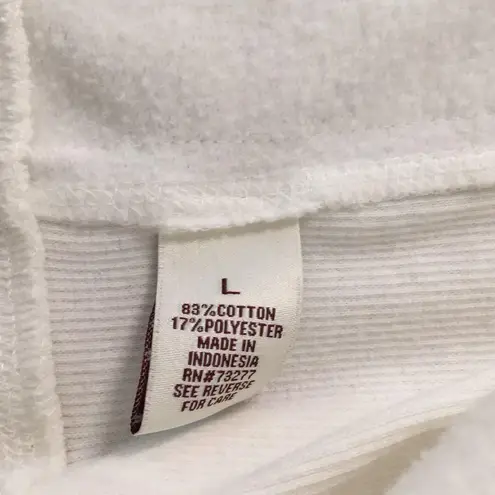 L
83%COTTON
17%POLYESTER
MADE IN
INDONESIA
RN#73277
SEE REVERSE
FOR CARE